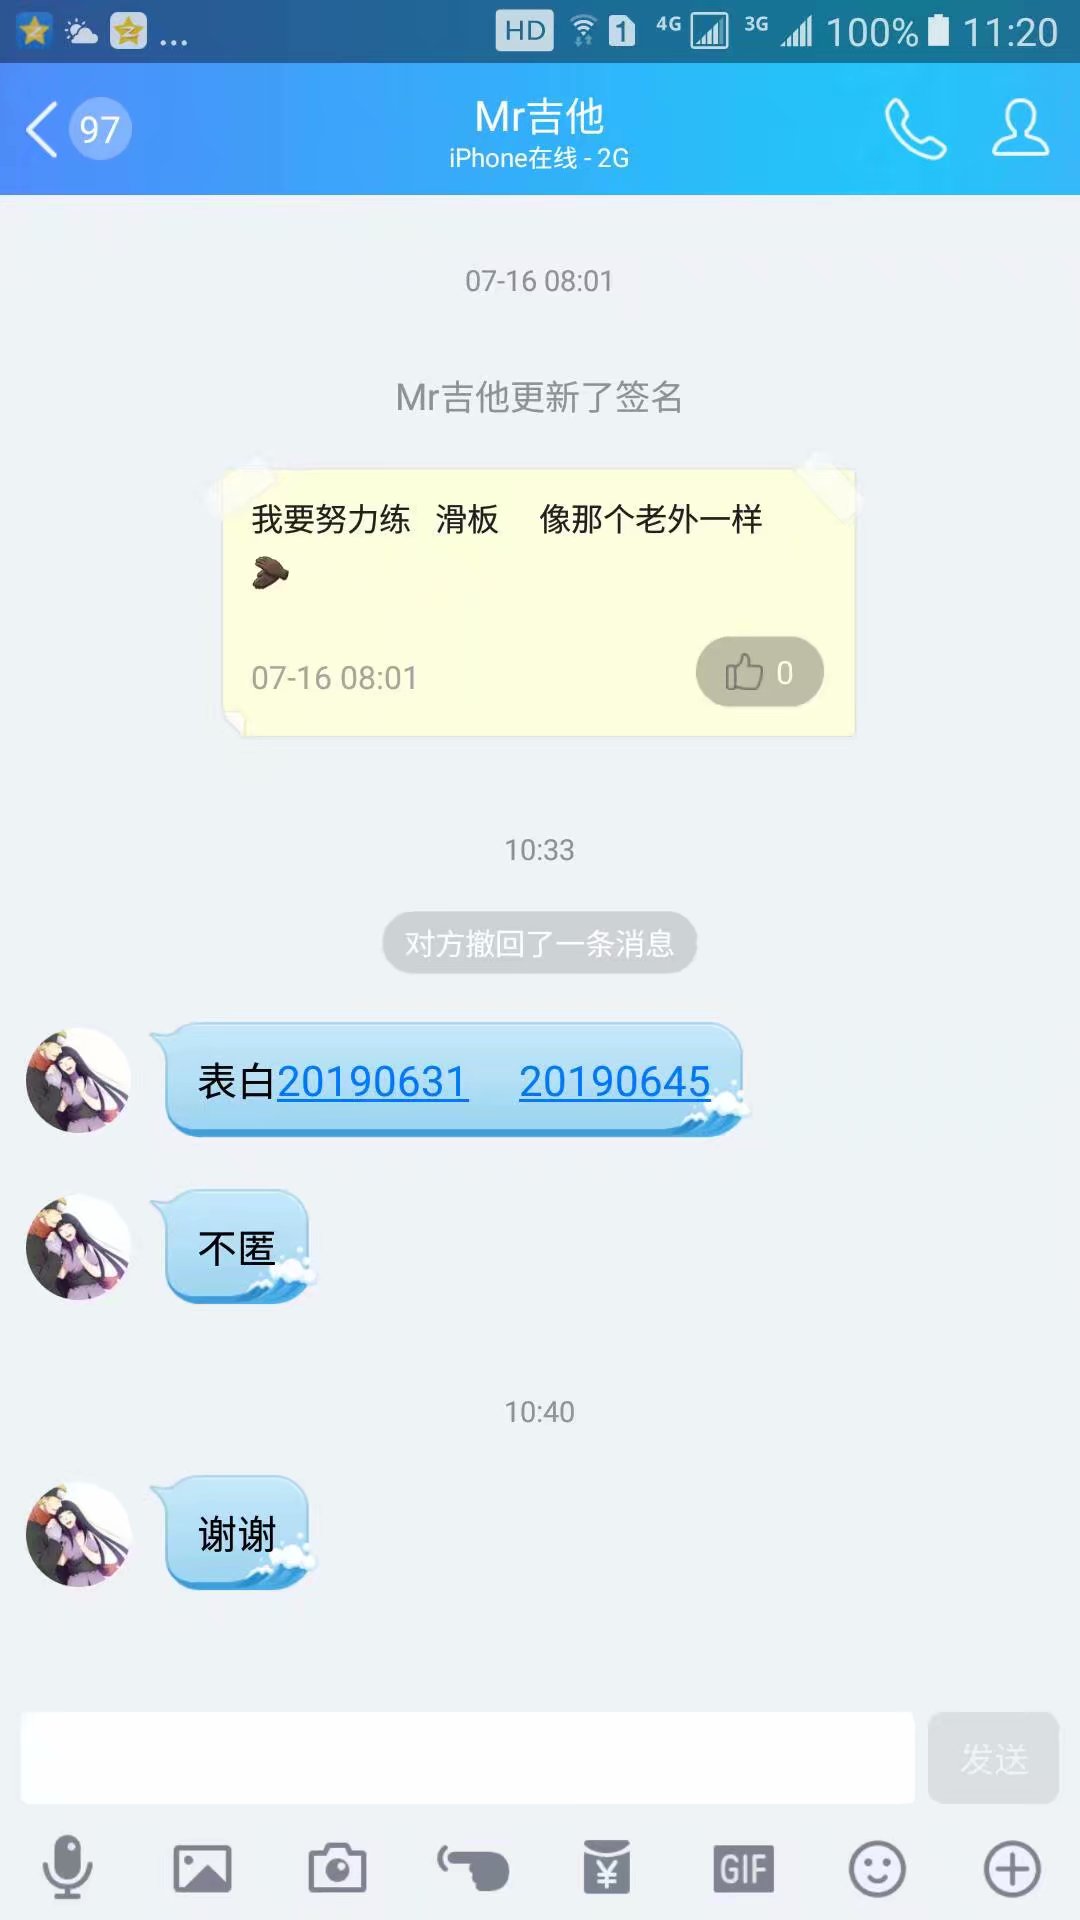 ... HD 1 4G 3G 100% 11:20
97
Mr吉他
iPhone在线 - 2G
07-16 08:01
Mr吉他更新了签名
我要努力练 滑板 像那个老外一样
07-16 08:01
0
10:33
对方撤回了一条消息
表白20190631 20190645
不匿
10:40
谢谢
发送
¥
GIF